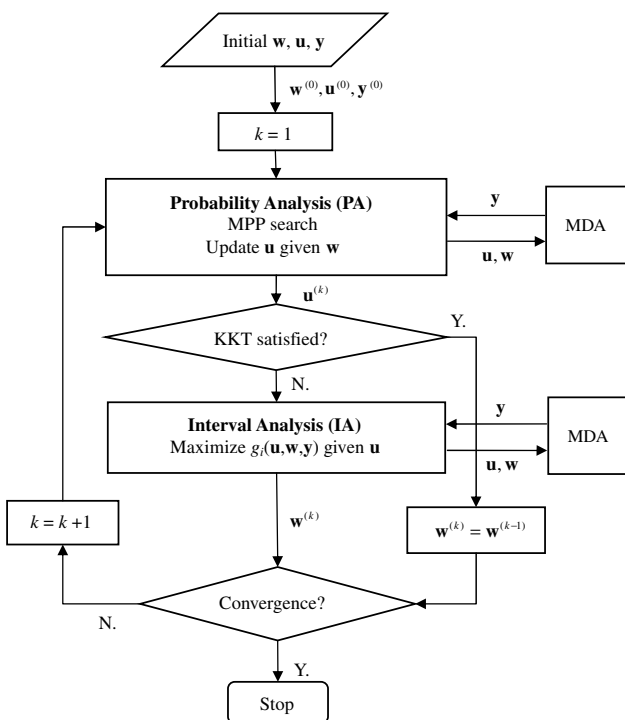 Initial w, u, y
w^(0), u^(0), y^(0)
k = 1
Probability Analysis (PA)
MPP search
Update u given w
y
MDA
u, w
u^(k)
KKT satisfied?
Y.
N.
Interval Analysis (IA)
Maximize g_i(u,w,y) given u
y
MDA
u, w
k = k +1
w^(k)
w^(k) = w^(k−1)
Convergence?
N.
Y.
Stop